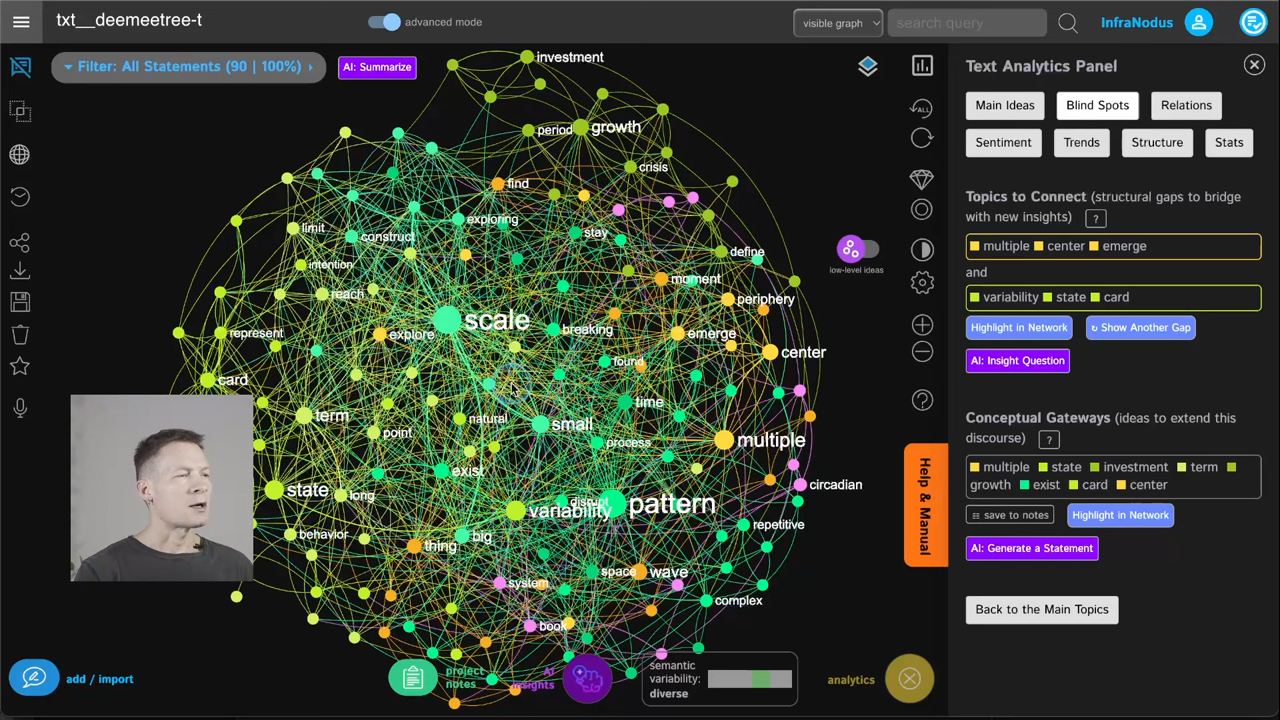 txt__deemeetree-t
advanced mode
visible graph
search query
InfraNodus
Filter: All Statements (90 | 100%)
AI: Summarize
investment
period
growth
crisis
find
exploring
limit
construct
stay
define
intention
moment
reach
periphery
low-level ideas
scale
represent
explore
breaking
emerge
center
found
card
time
term
natural
small
point
process
multiple
exist
state
long
circadian
disrupt
variability
pattern
repetitive
behavior
big
thing
system
space
wave
complex
book
add / import
project
notes
AI
insights
semantic
variability:
diverse
analytics
Help & Manual
ALL
Text Analytics Panel
Main Ideas
Blind Spots
Relations
Sentiment
Trends
Structure
Stats
Topics to Connect (structural gaps to bridge
with new insights) ?
multiple center emerge
and
variability state card
Highlight in Network
↻ Show Another Gap
AI: Insight Question
Conceptual Gateways (ideas to extend this
discourse) ?
multiple state investment term
growth exist card center
save to notes
Highlight in Network
AI: Generate a Statement
Back to the Main Topics